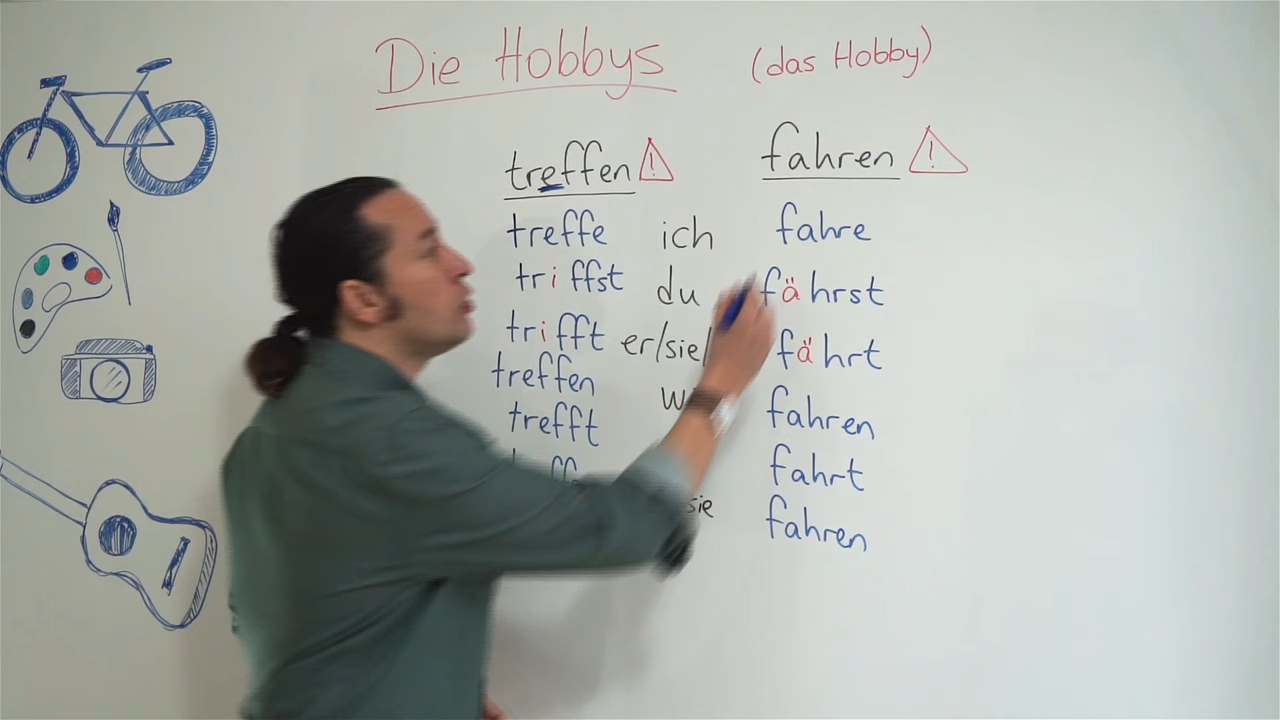 Die Hobbys (das Hobby)
treffen ! fahren !
treffe ich fahre
triffst du fährst
trifft er/sie/ fährt
treffen fahren
trefft fahrt
sie fahren